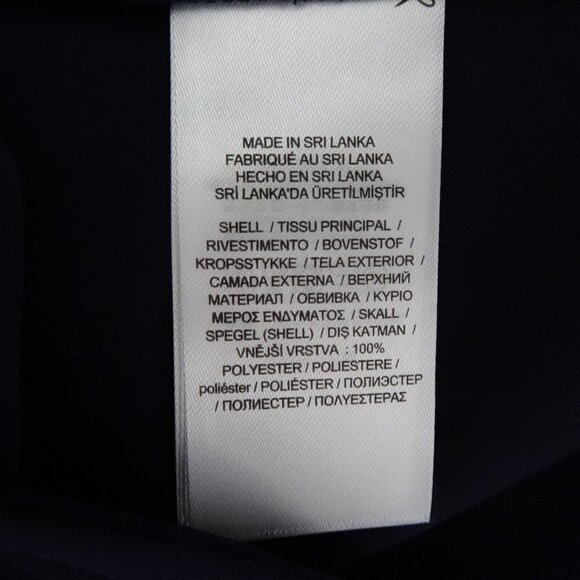 MADE IN SRI LANKA
FABRIQUÉ AU SRI LANKA
HECHO EN SRI LANKA
SRİ LANKA'DA ÜRETİLMİŞTİR
SHELL / TISSU PRINCIPAL /
RIVESTIMENTO / BOVENSTOF /
KROPSSTYKKE / TELA EXTERIOR /
CAMADA EXTERNA / ВЕРХНИЙ
МАТЕРИАЛ / ОБВИВКА / ΚΥΡΙΟ
ΜΕΡΟΣ ΕΝΔΥΜΑΤΟΣ / SKALL /
SPEGEL (SHELL) / DIŞ KATMAN /
VNĚJŠÍ VRSTVA : 100%
POLYESTER / POLIESTERE /
poliéster / POLIÉSTER / ПОЛИЭСТЕР
/ ПОЛИЕСТЕР / ΠΟΛΥΕΣΤΕΡΑΣ